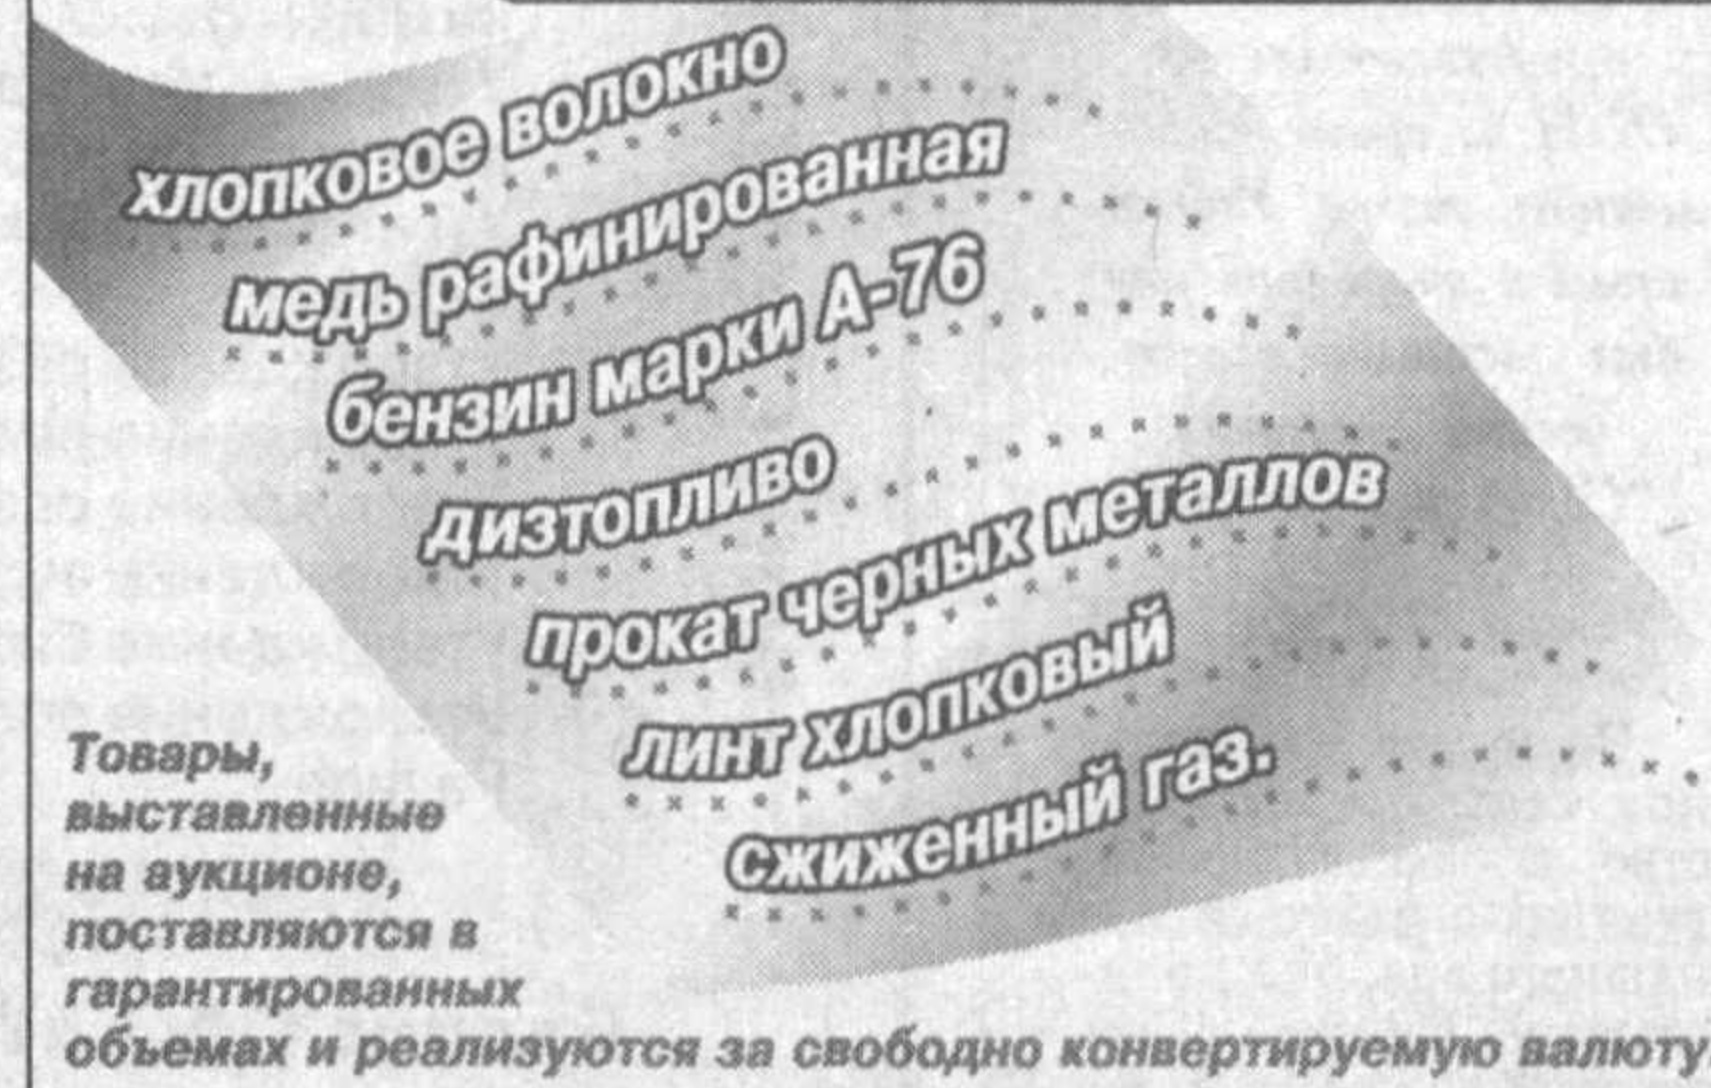 хлопковое волокно
медь рафинированная
бензин марки А-76
дизтопливо
прокат черных металлов
линт хлопковый
сжиженный газ.
Товары,
выставленные
на аукционе,
поставляются в
гарантированных
объемах и реализуются за свободно конвертируемую валюту.